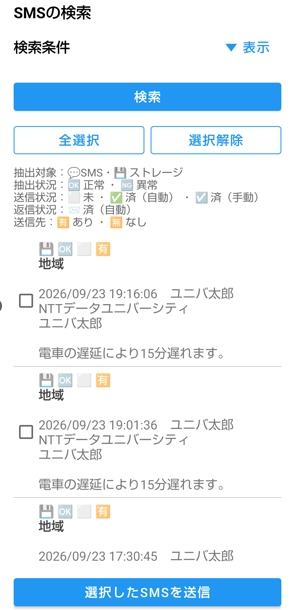 SMSの検索
検索条件 ▼ 表示
検索
全選択 選択解除
抽出対象：💬SMS・💾ストレージ
抽出状況：🆗 正常 ・ 🆖 異常
送信状況：⬜ 未 ・ ✅ 済（自動） ・ ☑️ 済（手動）
返信状況：📨 済（自動）
送信先：🈶 あり ・ 🈚 なし
💾 🆗 ⬜ 🈶
地域
2026/09/23 19:16:06 ユニバ太郎
NTTデータユニバーシティ
ユニバ太郎
電車の遅延により15分遅れます。
💾 🆗 ⬜ 🈶
地域
2026/09/23 19:01:36 ユニバ太郎
NTTデータユニバーシティ
ユニバ太郎
電車の遅延により15分遅れます。
💾 🆗 ⬜ 🈶
地域
2026/09/23 17:30:45 ユニバ太郎
選択したSMSを送信